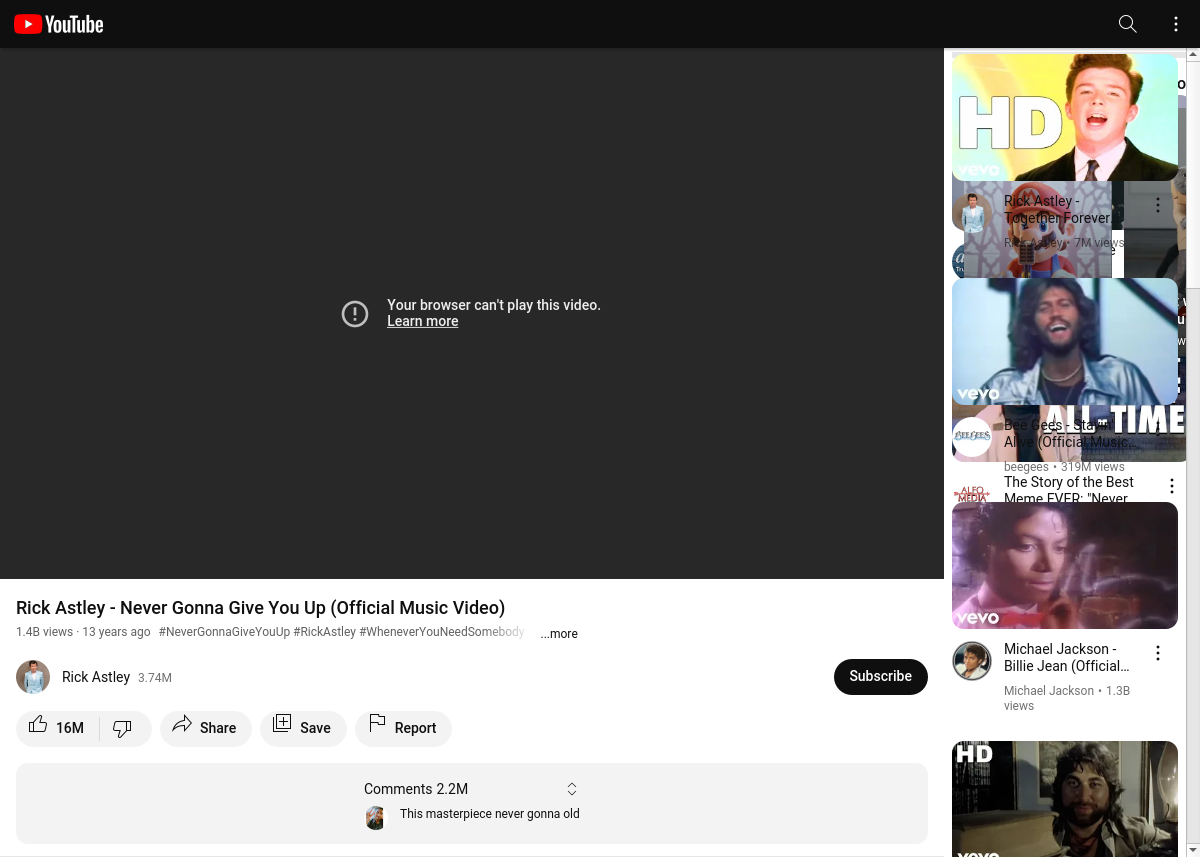 YouTube
Your browser can't play this video.
Learn more
Rick Astley - Never Gonna Give You Up (Official Music Video)
1.4B views · 13 years ago #NeverGonnaGiveYouUp #RickAstley #WheneverYouNeedSomebody
...more
Rick Astley 3.74M
Subscribe
16M
Share
Save
Report
Comments 2.2M
This masterpiece never gonna old
HD
vevo
Rick Astley -
Together Forever
Rick Astley • 7M views
vevo
ALL TIME
Bee Gees - Stayin'
Alive (Official Music...
beegees • 319M views
ALFO
MEDIA
The Story of the Best
Meme EVER: "Never
vevo
Michael Jackson -
Billie Jean (Official...
Michael Jackson • 1.3B
views
HD
vevo